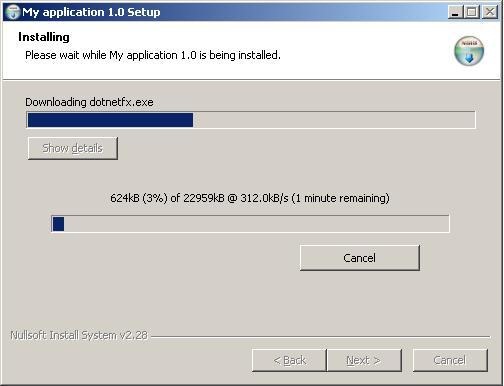 My application 1.0 Setup
Installing
Please wait while My application 1.0 is being installed.
Downloading dotnetfx.exe
Show details
624kB (3%) of 22959kB @ 312.0kB/s (1 minute remaining)
Cancel
Nullsoft Install System v2.28
< Back
Next >
Cancel